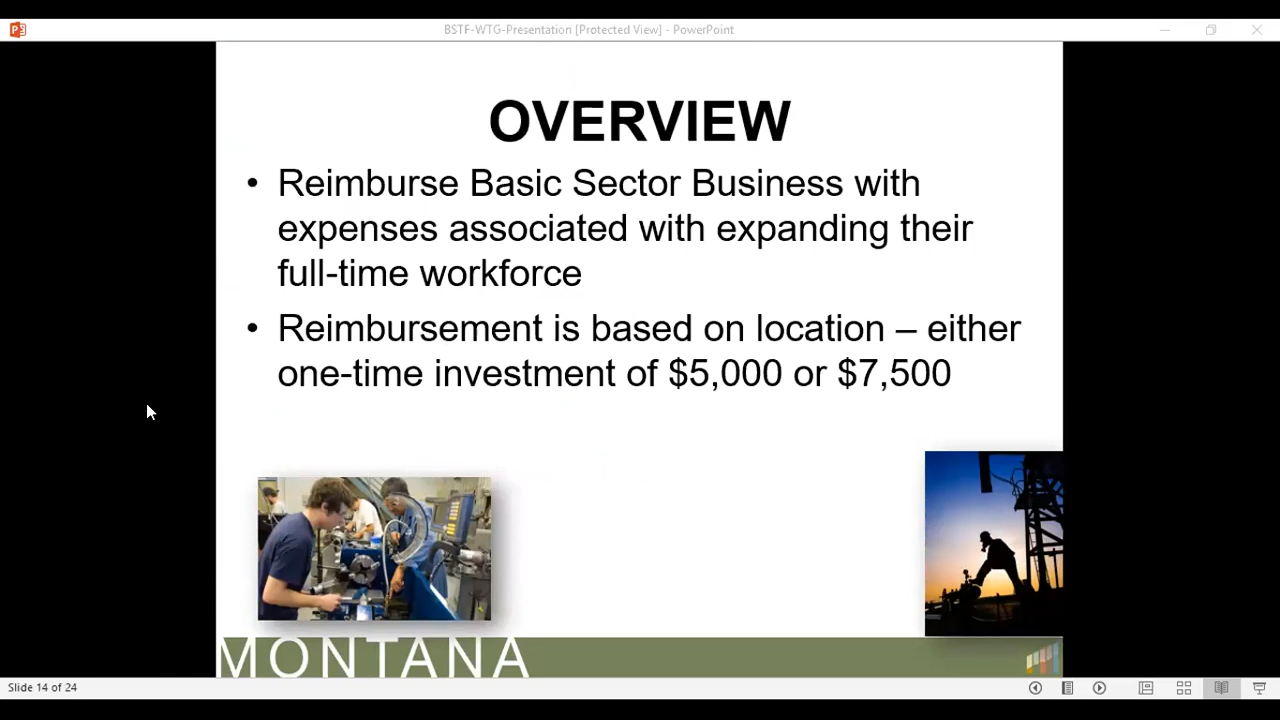 BSTF-WTG-Presentation [Protected View] - PowerPoint
OVERVIEW
• Reimburse Basic Sector Business with
expenses associated with expanding their
full-time workforce
• Reimbursement is based on location – either
one-time investment of $5,000 or $7,500
MONTANA
Slide 14 of 24